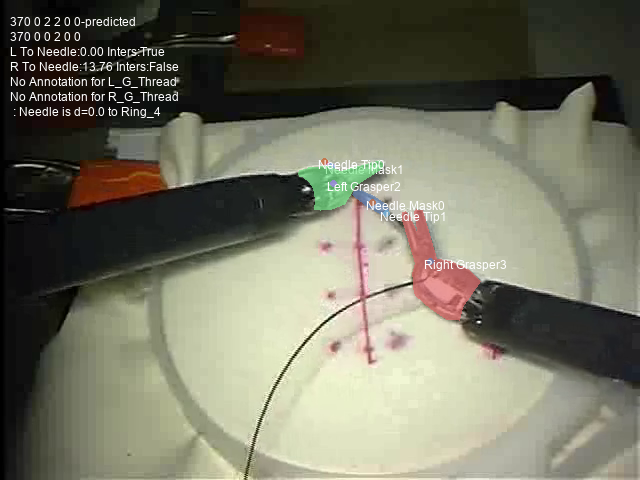 370 0 2 2 0 0-predicted
370 0 0 2 0 0
L To Needle:0.00 Inters:True
R To Needle:13.76 Inters:False
No Annotation for L_G_Thread
No Annotation for R_G_Thread
: Needle is d=0.0 to Ring_4
Needle Tip0
Needle Mask1
Left Grasper2
Needle Mask0
Needle Tip1
Right Grasper3